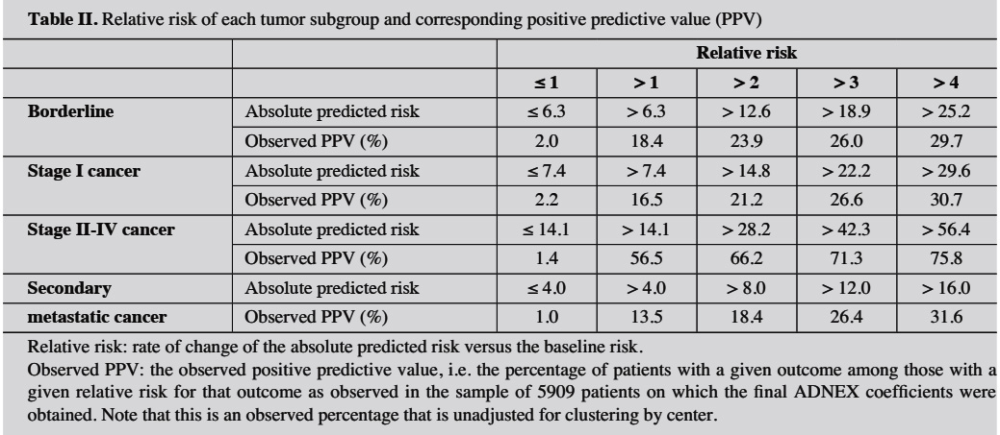 Table II. Relative risk of each tumor subgroup and corresponding positive predictive value (PPV)
Relative risk
≤ 1 > 1 > 2 > 3 > 4
Borderline Absolute predicted risk ≤ 6.3 > 6.3 > 12.6 > 18.9 > 25.2
Observed PPV (%) 2.0 18.4 23.9 26.0 29.7
Stage I cancer Absolute predicted risk ≤ 7.4 > 7.4 > 14.8 > 22.2 > 29.6
Observed PPV (%) 2.2 16.5 21.2 26.6 30.7
Stage II-IV cancer Absolute predicted risk ≤ 14.1 > 14.1 > 28.2 > 42.3 > 56.4
Observed PPV (%) 1.4 56.5 66.2 71.3 75.8
Secondary Absolute predicted risk ≤ 4.0 > 4.0 > 8.0 > 12.0 > 16.0
metastatic cancer Observed PPV (%) 1.0 13.5 18.4 26.4 31.6
Relative risk: rate of change of the absolute predicted risk versus the baseline risk.
Observed PPV: the observed positive predictive value, i.e. the percentage of patients with a given outcome among those with a
given relative risk for that outcome as observed in the sample of 5909 patients on which the final ADNEX coefficients were
obtained. Note that this is an observed percentage that is unadjusted for clustering by center.